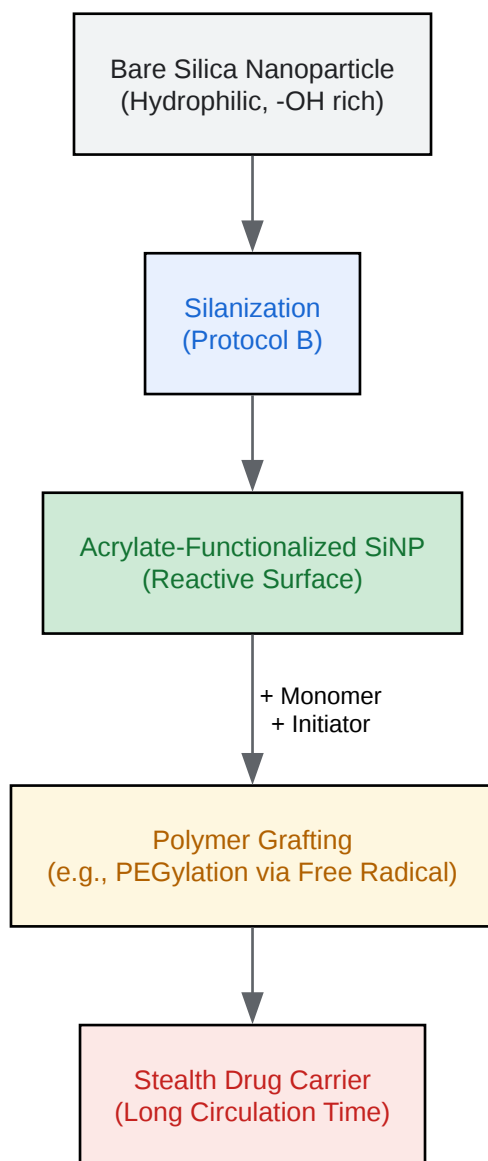 Bare Silica Nanoparticle
(Hydrophilic, -OH rich)
Silanization
(Protocol B)
Acrylate-Functionalized SiNP
(Reactive Surface)
+ Monomer
+ Initiator
Polymer Grafting
(e.g., PEGylation via Free Radical)
Stealth Drug Carrier
(Long Circulation Time)